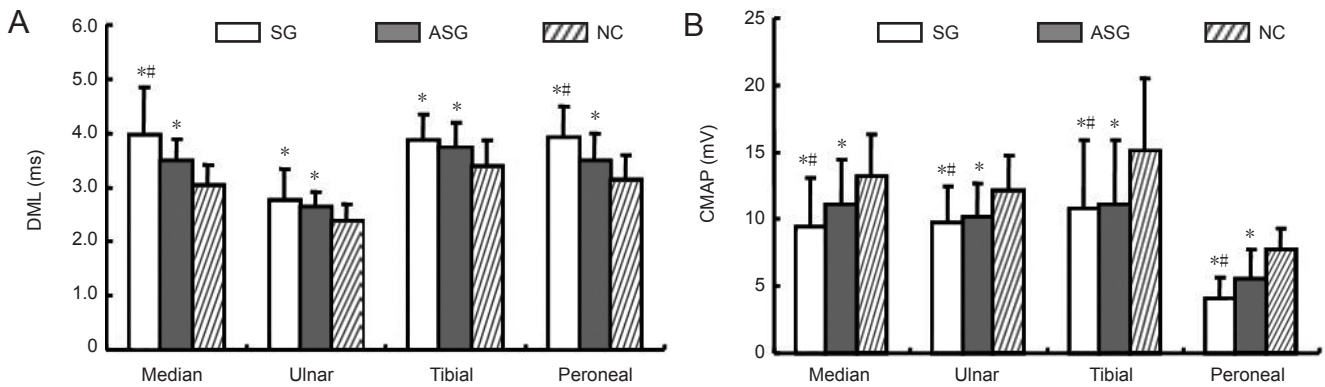 A
DML (ms)
6.0
5.0
4.0
3.0
2.0
1.0
0
SG ASG NC
*# * * * * * *# *
Median Ulnar Tibial Peroneal
B
CMAP (mV)
25
20
15
10
5
0
SG ASG NC
*# * *# * *# * *# *
Median Ulnar Tibial Peroneal